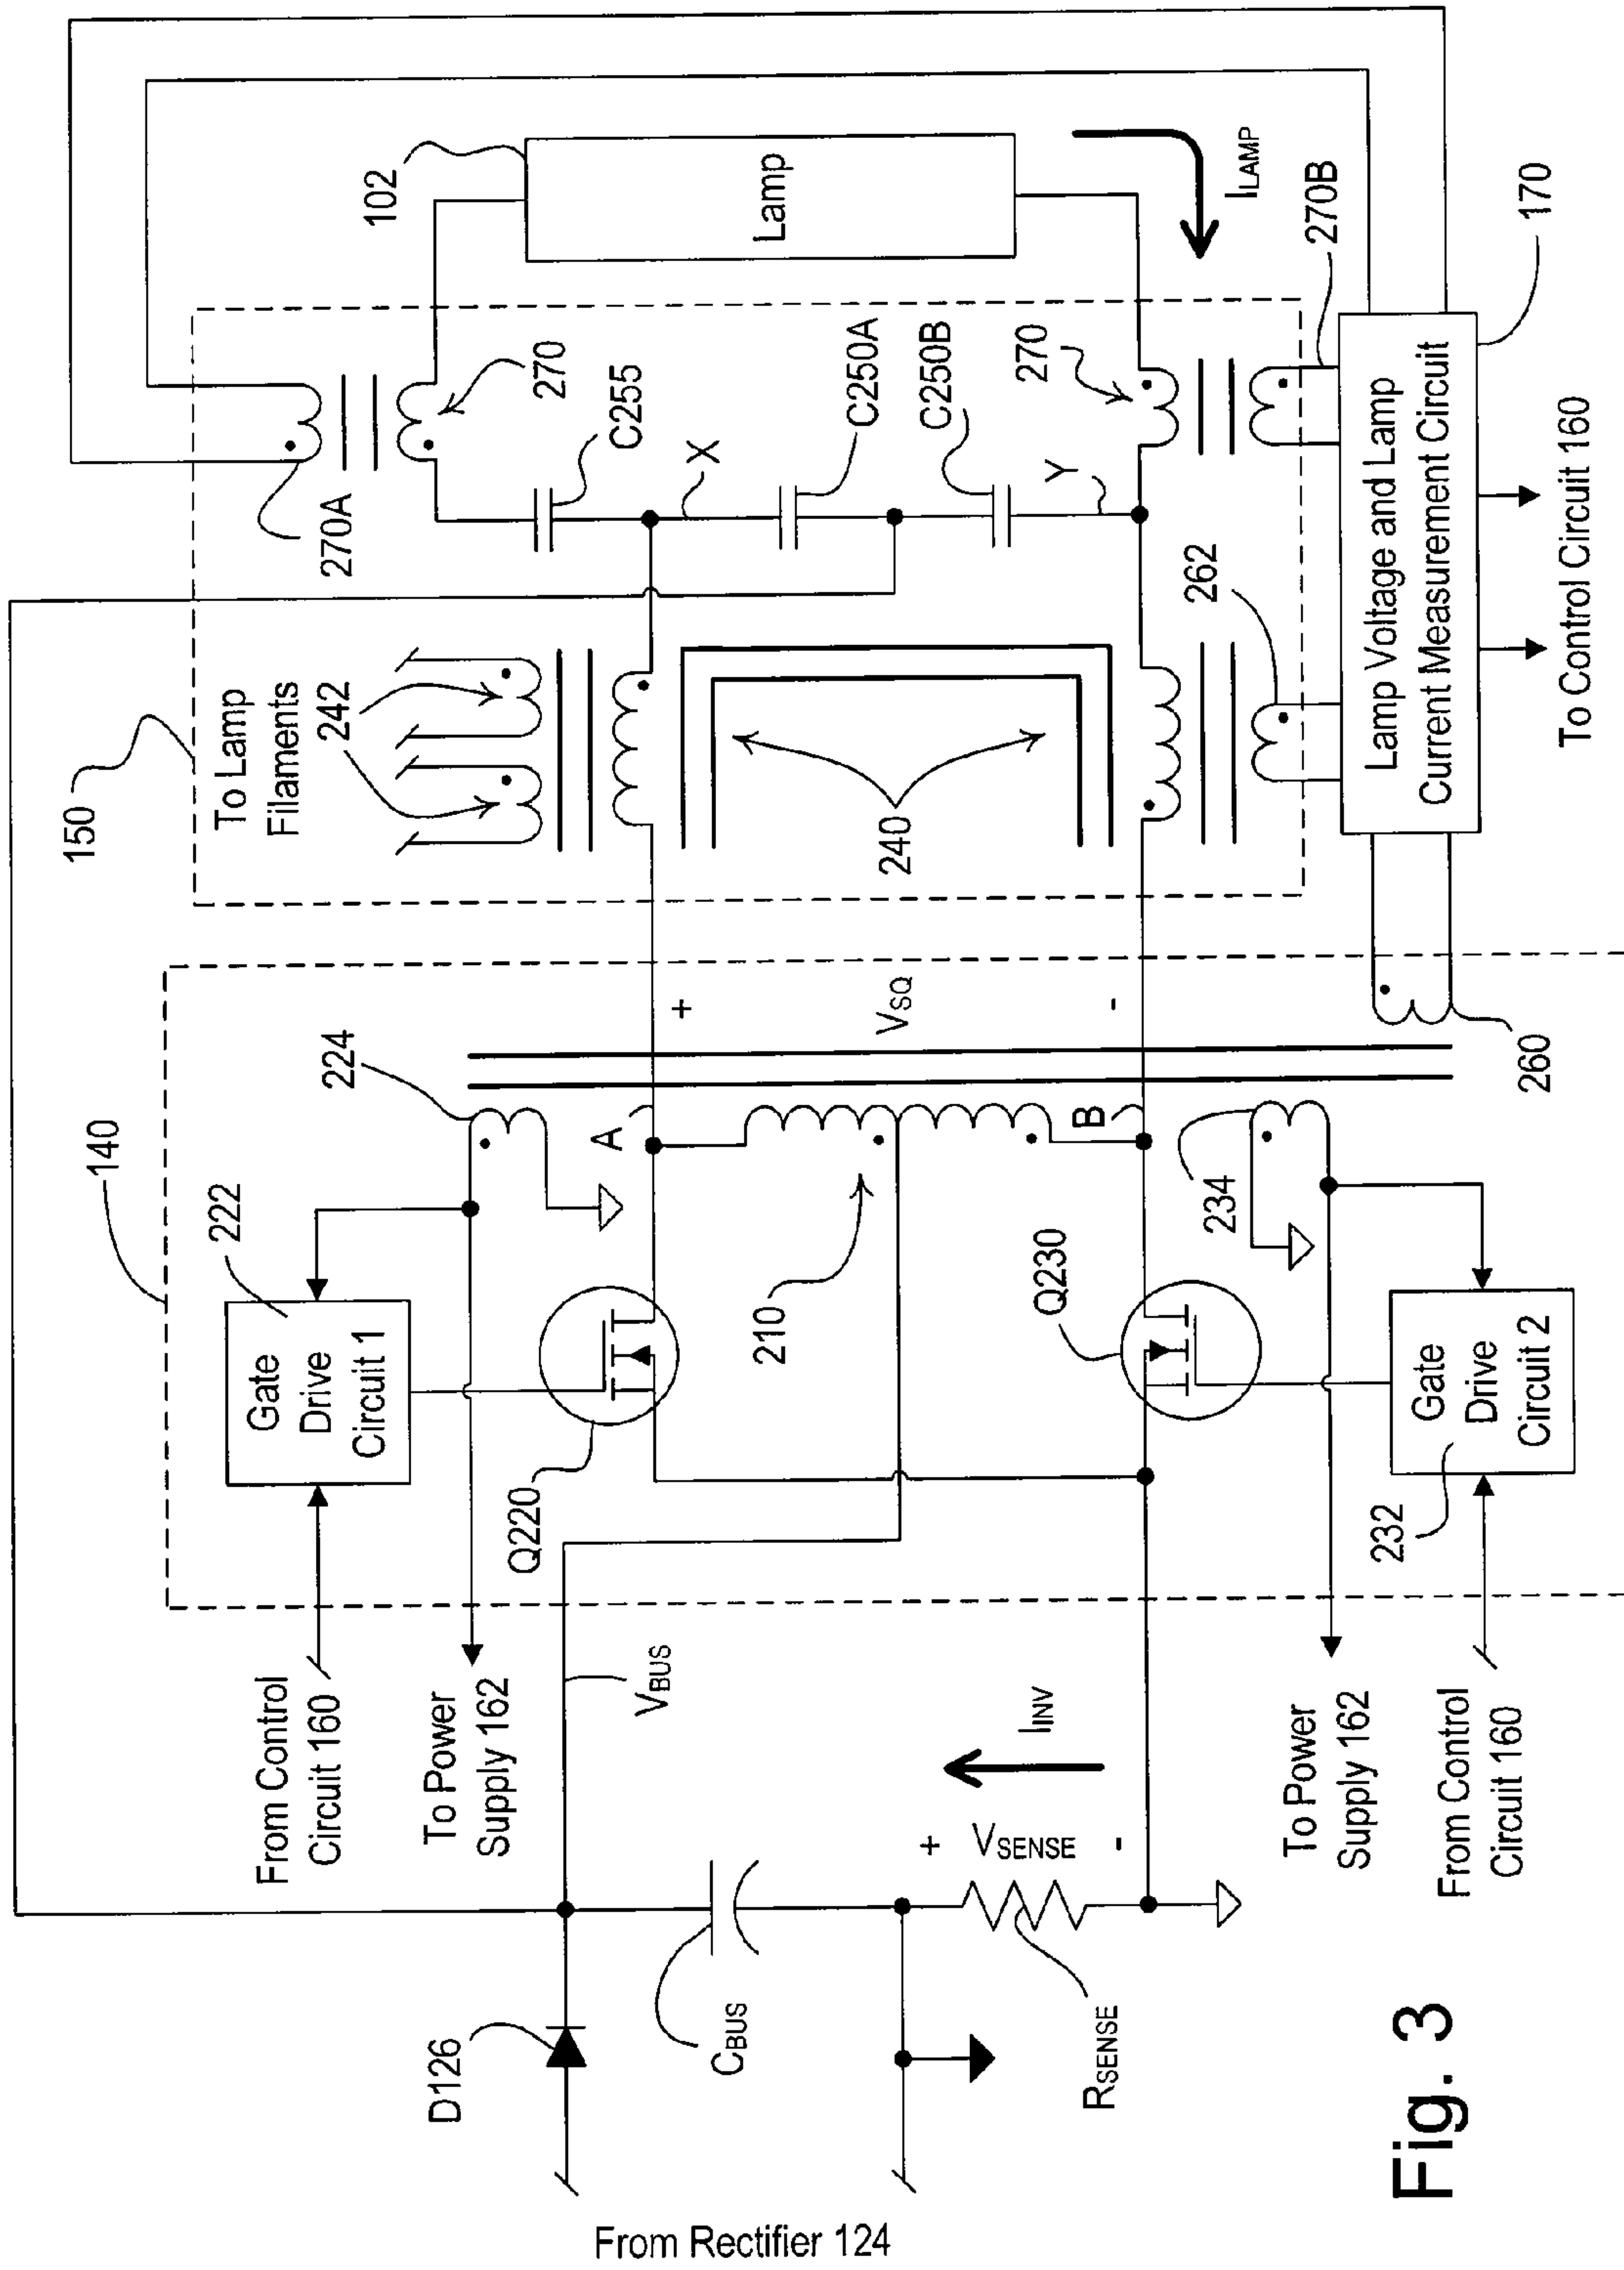 150
To Lamp
Filaments
242
270A
270
C255
X
102
Lamp
ILAMP
C250A
C250B
270
Y
262
240
270B
170
Lamp Voltage and Lamp
Current Measurement Circuit
To Control Circuit 160
140
222
224
Gate
Drive
Circuit 1
A
+
VSQ
-
B
260
From Control
Circuit 160
To Power
Supply 162
Q220
210
Q230
234
Gate
Drive
Circuit 2
232
VBUS
IINV
D126
CBUS
+
VSENSE
-
RSENSE
To Power
Supply 162
From Control
Circuit 160
From Rectifier 124
Fig. 3